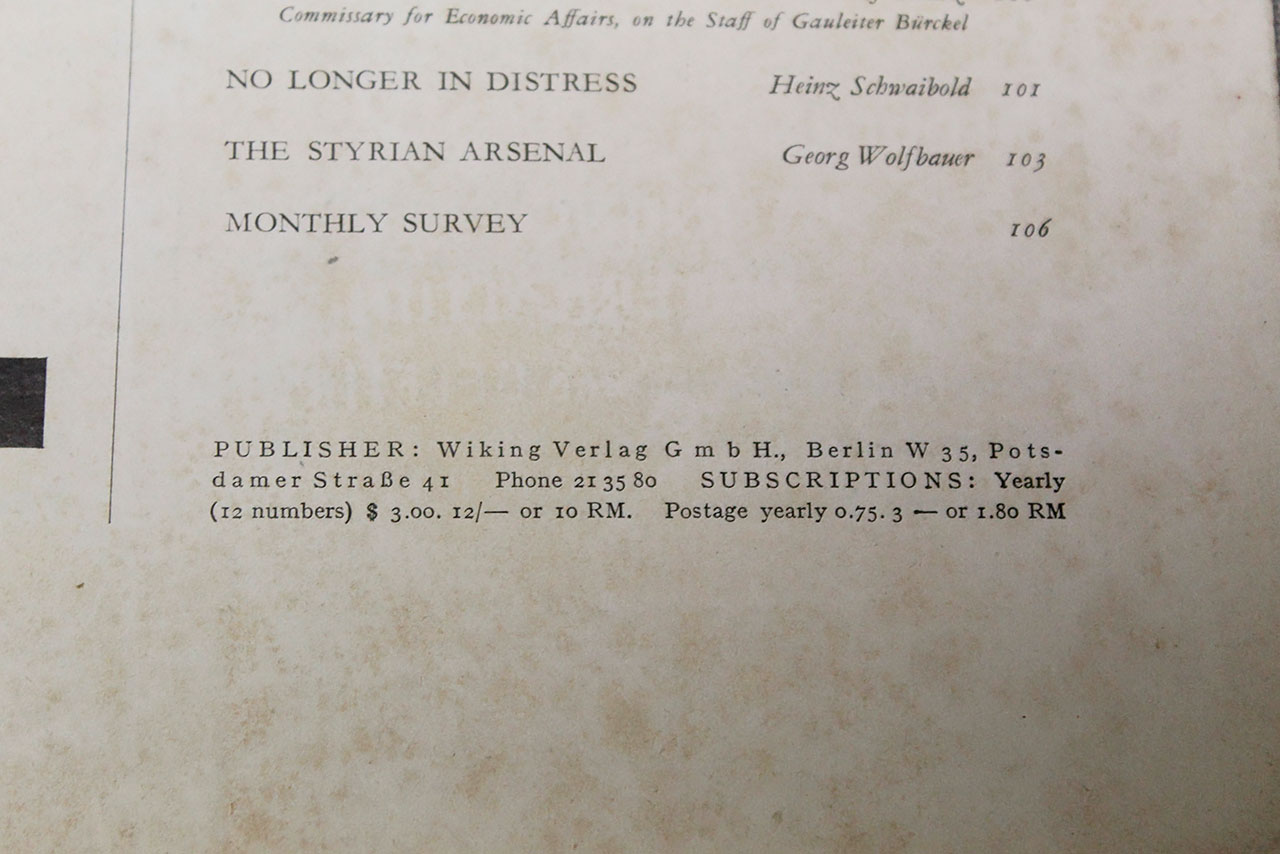 Commissary for Economic Affairs, on the Staff of Gauleiter Bürckel
NO LONGER IN DISTRESS Heinz Schwaibold 101
THE STYRIAN ARSENAL Georg Wolfbauer 103
MONTHLY SURVEY 106
PUBLISHER: Wiking Verlag G m b H., Berlin W 35, Pots-
damer Straße 41 Phone 21 35 80 SUBSCRIPTIONS: Yearly
(12 numbers) $ 3.00. 12/— or 10 RM. Postage yearly 0.75. 3 — or 1.80 RM